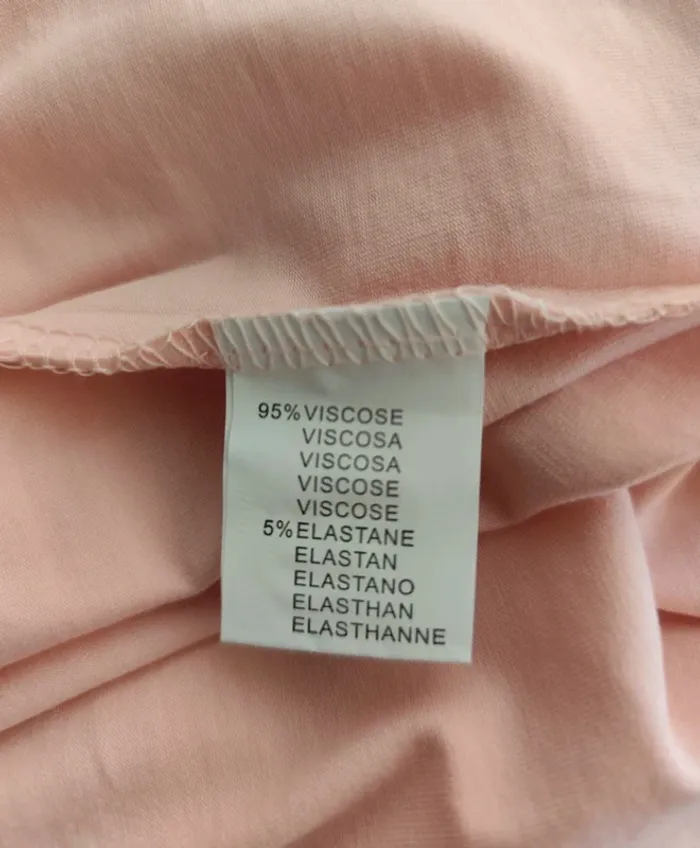 95%VISCOSE
VISCOSA
VISCOSA
VISCOSE
VISCOSE
5%ELASTANE
ELASTAN
ELASTANO
ELASTHAN
ELASTHANNE